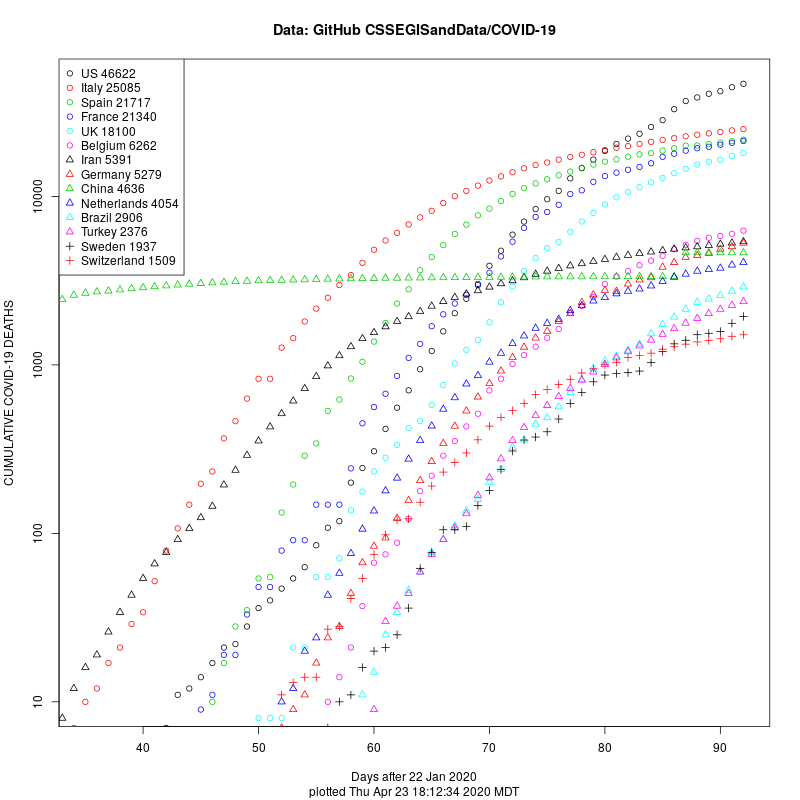 Data: GitHub CSSEGISandData/COVID-19
US 46622
Italy 25085
Spain 21717
France 21340
UK 18100
Belgium 6262
Iran 5391
Germany 5279
China 4636
Netherlands 4054
Brazil 2906
Turkey 2376
Sweden 1937
Switzerland 1509
CUMULATIVE COVID-19 DEATHS
10000
1000
100
10
40 50 60 70 80 90
Days after 22 Jan 2020
plotted Thu Apr 23 18:12:34 2020 MDT